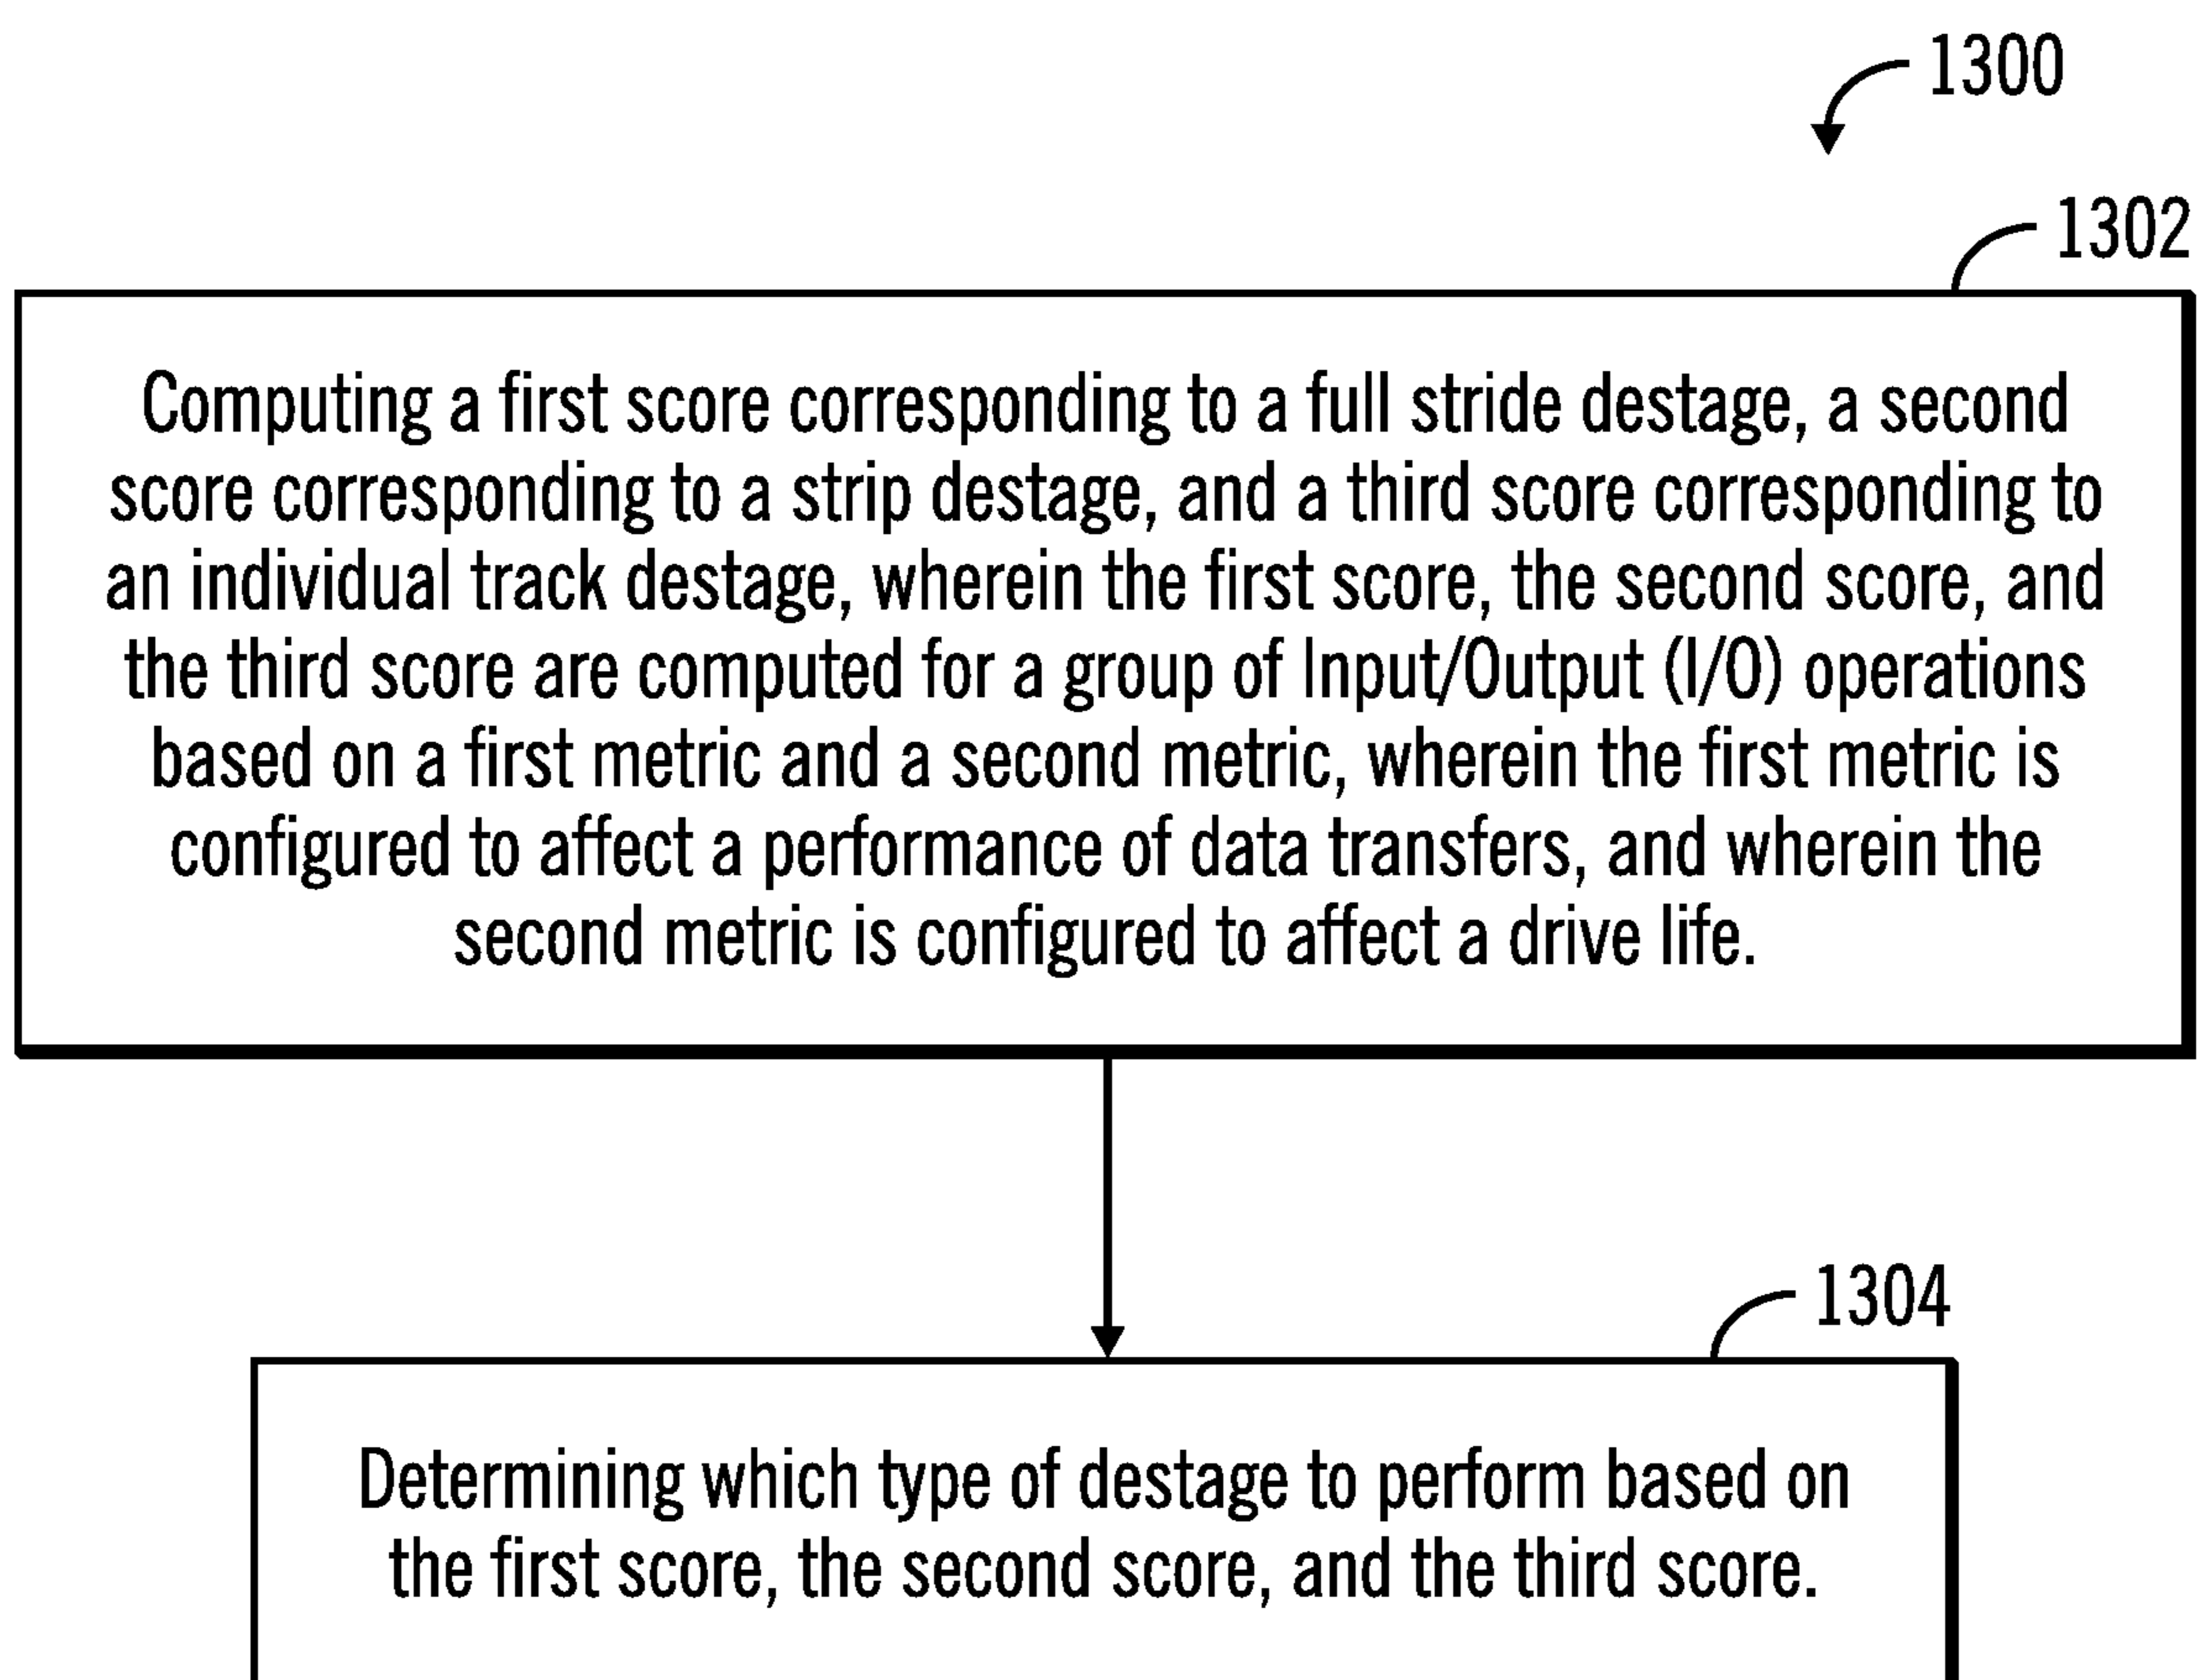 1300
1302
Computing a first score corresponding to a full stride destage, a second
score corresponding to a strip destage, and a third score corresponding to
an individual track destage, wherein the first score, the second score, and
the third score are computed for a group of Input/Output (I/O) operations
based on a first metric and a second metric, wherein the first metric is
configured to affect a performance of data transfers, and wherein the
second metric is configured to affect a drive life.
1304
Determining which type of destage to perform based on
the first score, the second score, and the third score.